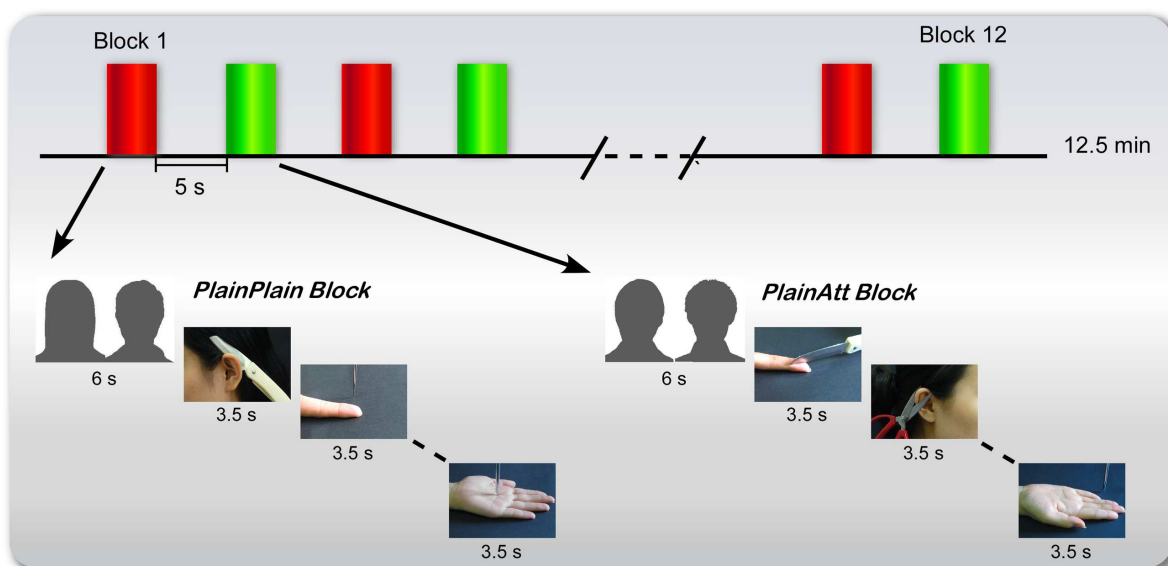 Block 1
Block 12
12.5 min
5 s
PlainPlain Block
PlainAtt Block
6 s
6 s
3.5 s
3.5 s
3.5 s
3.5 s
3.5 s
3.5 s